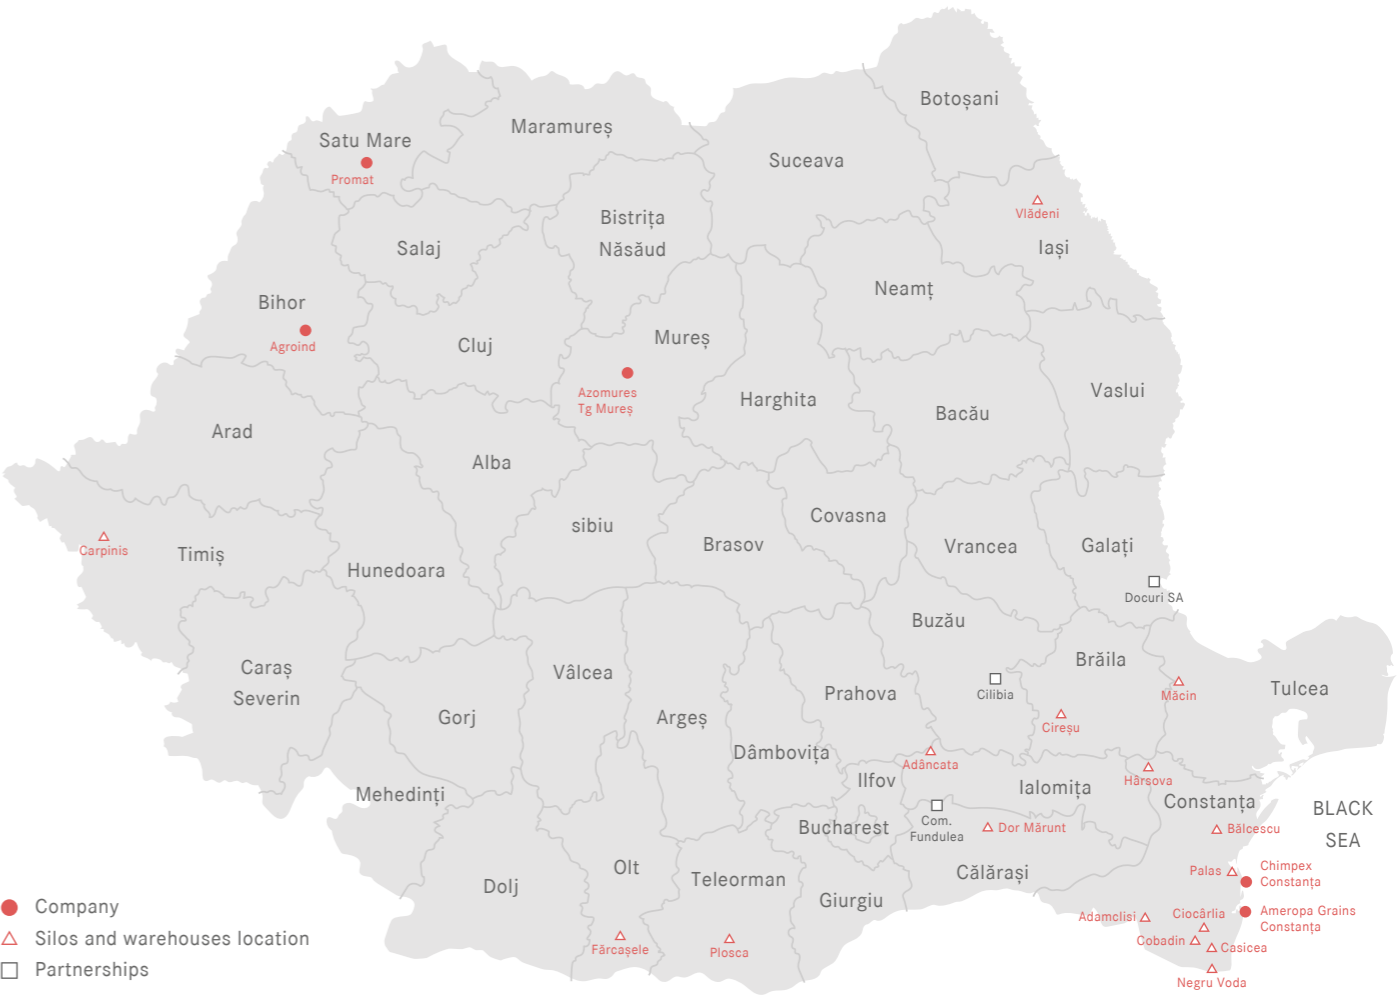 Botoșani
Maramureș
Satu Mare
Promat
Suceava
Vlădeni
Iași
Bistrița
Năsăud
Salaj
Neamț
Bihor
Agroind
Cluj
Mureș
Azomures
Tg Mureș
Harghita
Vaslui
Bacău
Arad
Alba
Covasna
sibiu
Brasov
Vrancea
Galați
Carpinis
Timiș
Hunedoara
Docuri SA
Buzău
Brăila
Caraș
Severin
Vâlcea
Cilibia
Măcin
Tulcea
Prahova
Gorj
Argeș
Cireșu
Dâmbovița
Adâncata
Ilfov
Ialomița
Hârsova
Mehedinți
Constanța
BLACK
SEA
Com.
Fundulea
Bucharest
Dor Mărunt
Bălcescu
Olt
Teleorman
Călărași
Palas
Chimpex
Constanța
Dolj
Giurgiu
Company
Silos and warehouses location
Partnerships
Adamclisi
Ciocârlia
Ameropa Grains
Constanța
Cobadin
Casicea
Fărcașele
Plosca
Negru Voda